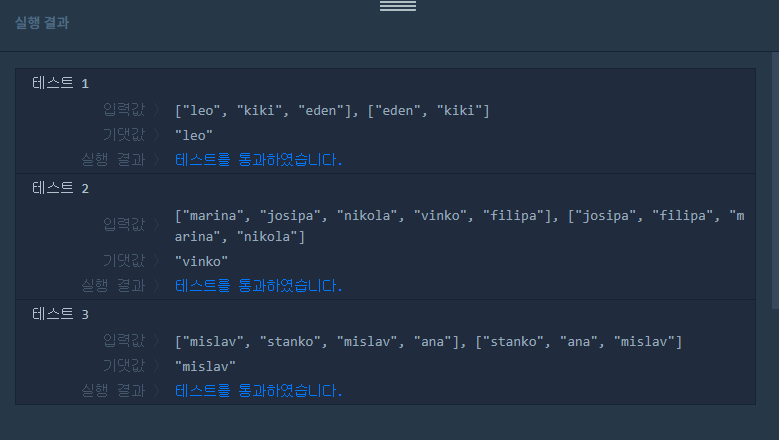 실행 결과
테스트 1
입력값 〉 ["leo", "kiki", "eden"], ["eden", "kiki"]
기댓값 〉 "leo"
실행 결과 〉 테스트를 통과하였습니다.
테스트 2
입력값 〉 ["marina", "josipa", "nikola", "vinko", "filipa"], ["josipa", "filipa", "m
arina", "nikola"]
기댓값 〉 "vinko"
실행 결과 〉 테스트를 통과하였습니다.
테스트 3
입력값 〉 ["mislav", "stanko", "mislav", "ana"], ["stanko", "ana", "mislav"]
기댓값 〉 "mislav"
실행 결과 〉 테스트를 통과하였습니다.